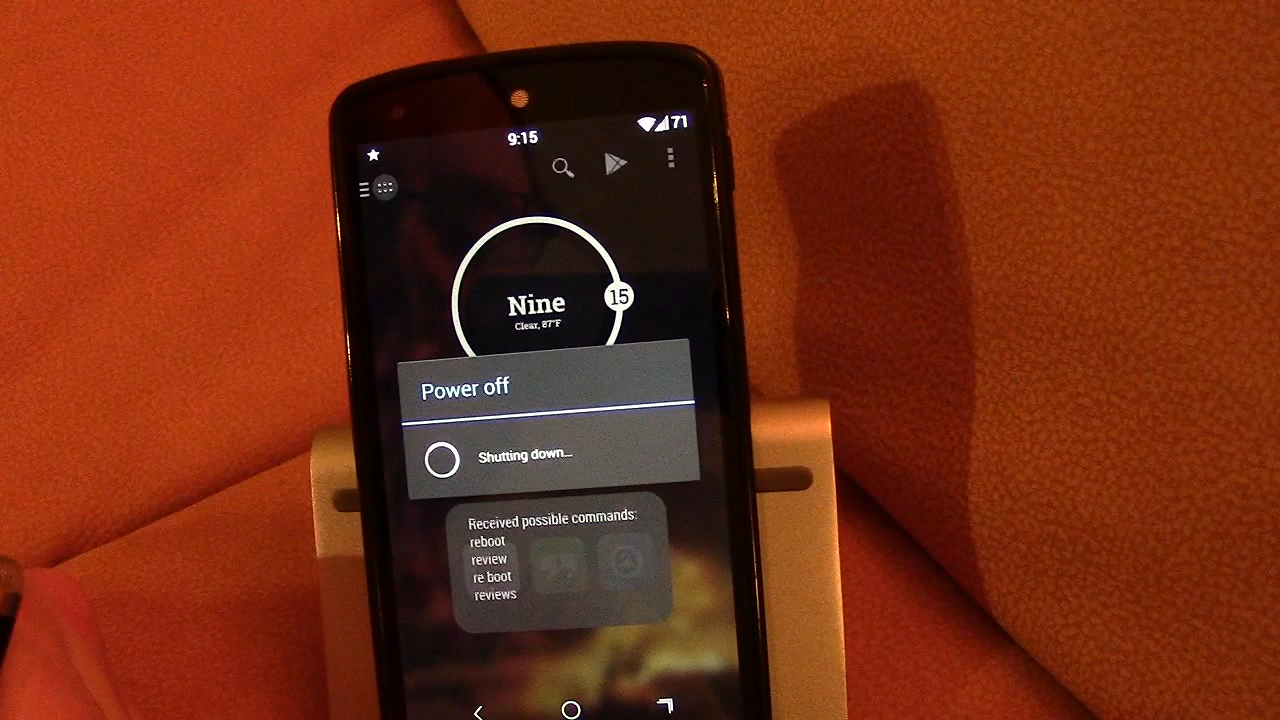 9:15
71
Nine
15
Clear, 87°F
Power off
Shutting down...
Received possible commands:
reboot
review
re boot
reviews